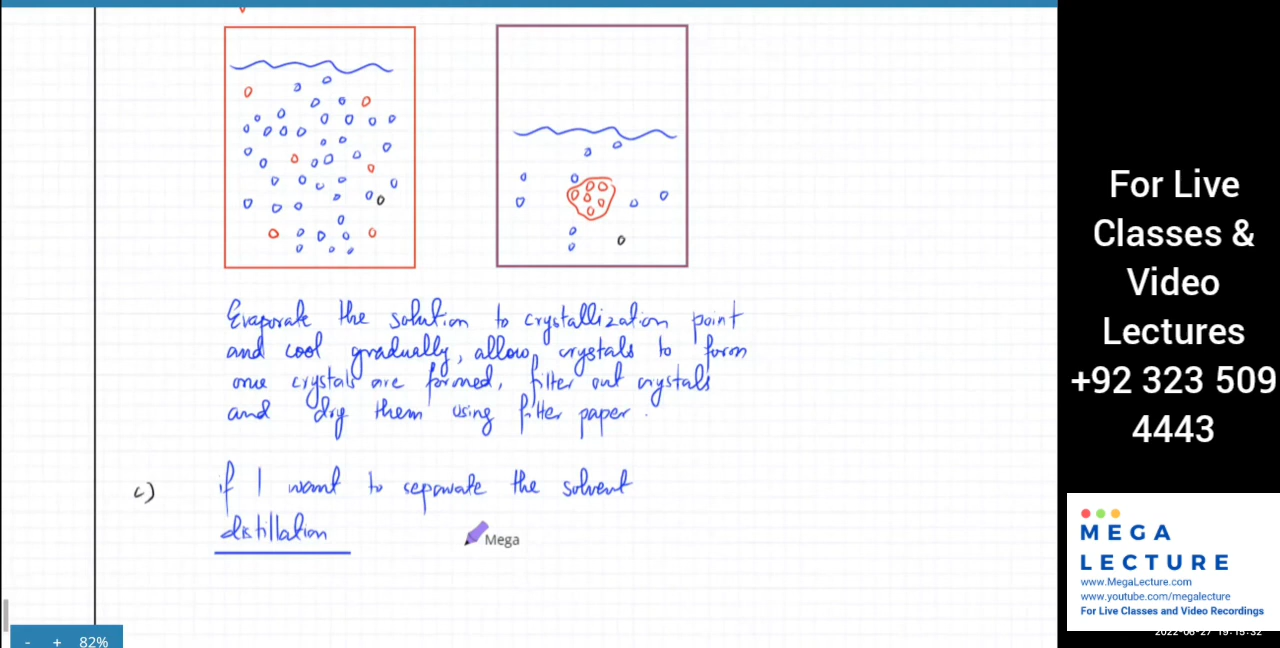 Evaporate the solution to crystallization point
and cool gradually, allow crystals to form
once crystals are formed, filter out crystals
and dry them using filter paper.
c) if I want to separate the solvent
distillation
Mega
- + 82%
For Live
Classes &
Video
Lectures
+92 323 509
4443
MEGA
LECTURE
www.MegaLecture.com
www.youtube.com/megalecture
For Live Classes and Video Recordings
2022-06-27 19:15:32